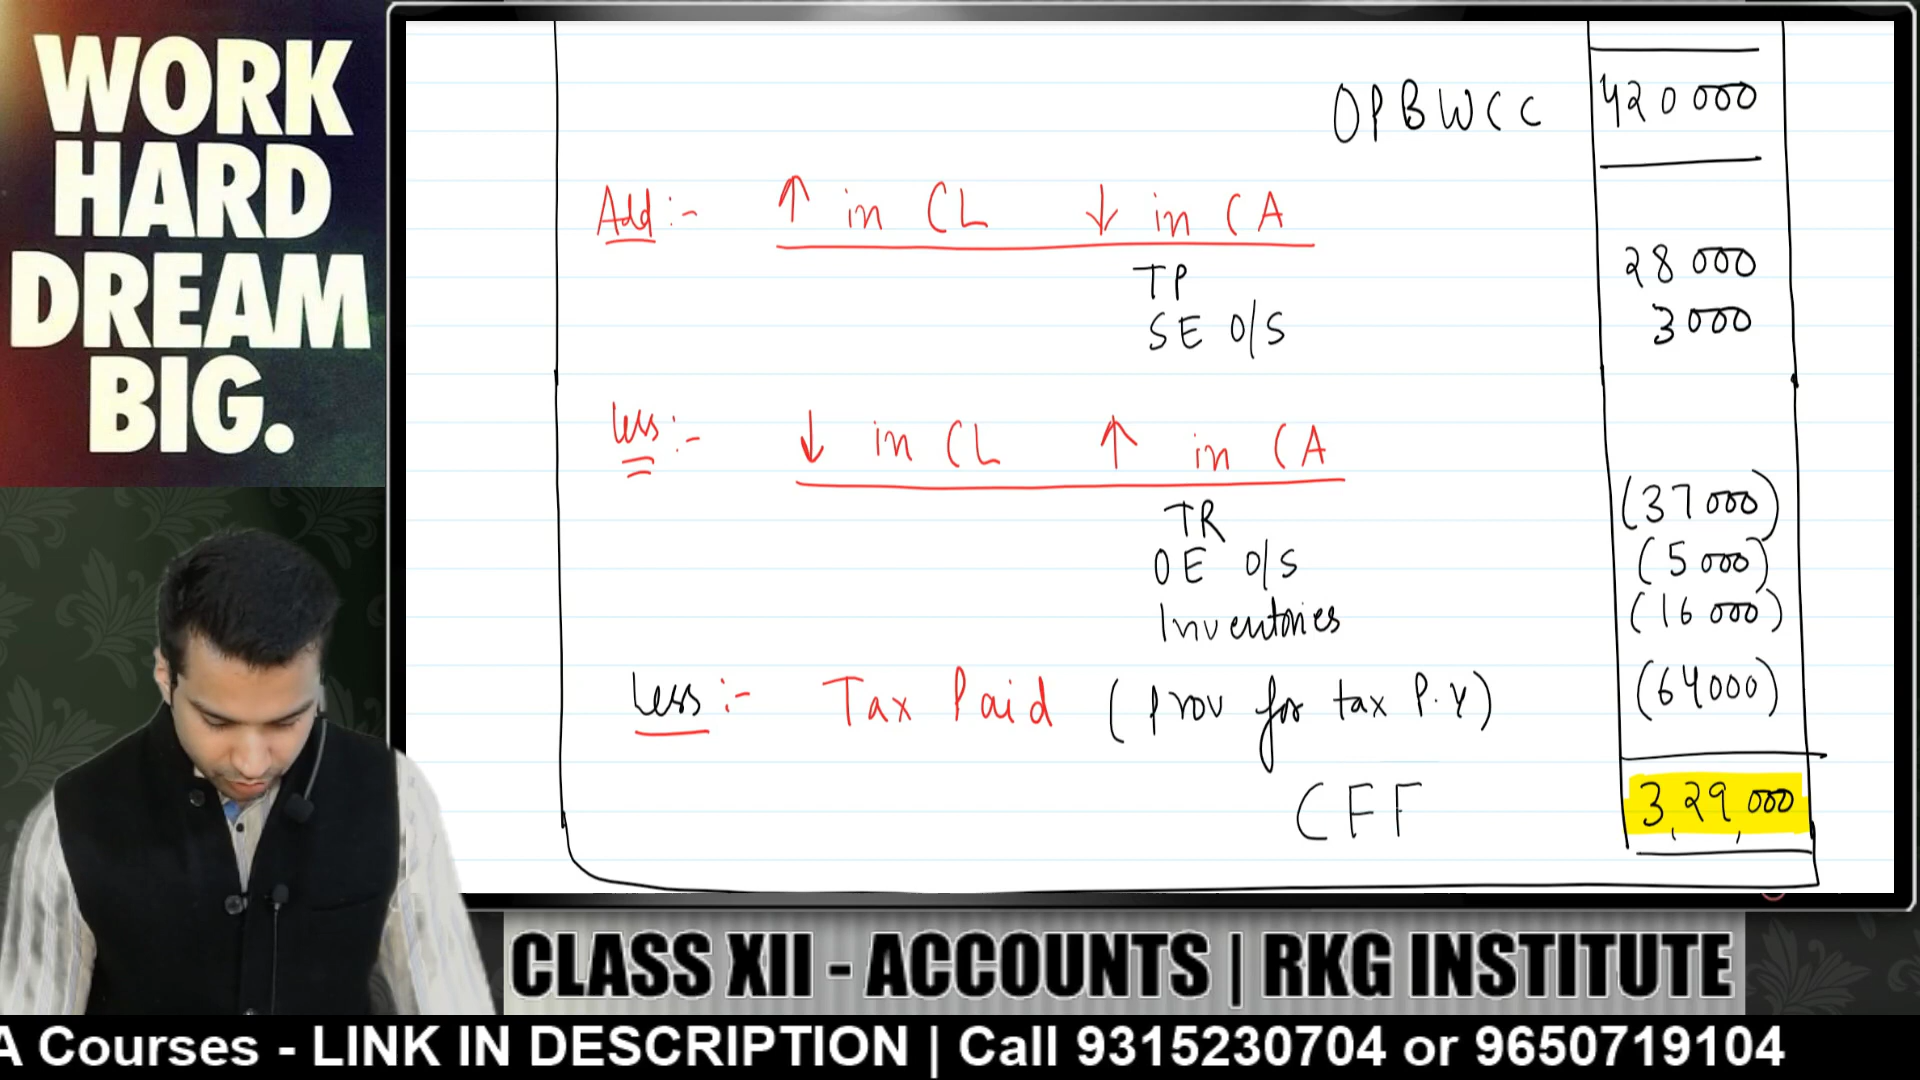 WORK
HARD
DREAM
BIG.
OPBWCC 420000
Add:- ↑ in CL ↓ in CA
TP 28000
SE O/S 3000
Less:- ↓ in CL ↑ in CA
TR (37000)
OE O/S (5000)
Inventories (16000)
Less:- Tax Paid (Prov for tax P.Y) (64000)
CFF 3,29,000
CLASS XII - ACCOUNTS | RKG INSTITUTE
A Courses - LINK IN DESCRIPTION | Call 9315230704 or 9650719104